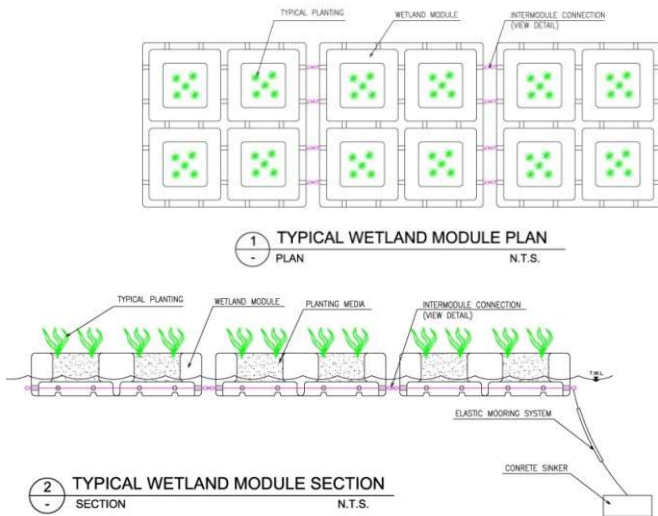 TYPICAL PLANTING
WETLAND MODULE
INTERMODULE CONNECTION
(VIEW DETAIL)
1
-
TYPICAL WETLAND MODULE PLAN
PLAN
N.T.S.
TYPICAL PLANTING
WETLAND MODULE
PLANTING MEDIA
INTERMODULE CONNECTION
(VIEW DETAIL)
T.W.L.
ELASTIC MOORING SYSTEM
2
-
TYPICAL WETLAND MODULE SECTION
SECTION
N.T.S.
CONRETE SINKER